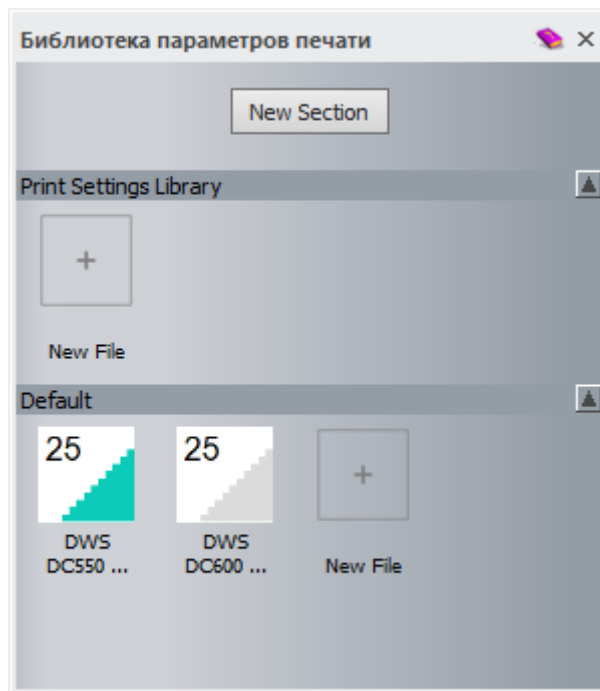 Библиотека параметров печати
New Section
Print Settings Library
+
New File
Default
25
25
+
DWS
DC550 ...
DWS
DC600 ...
New File